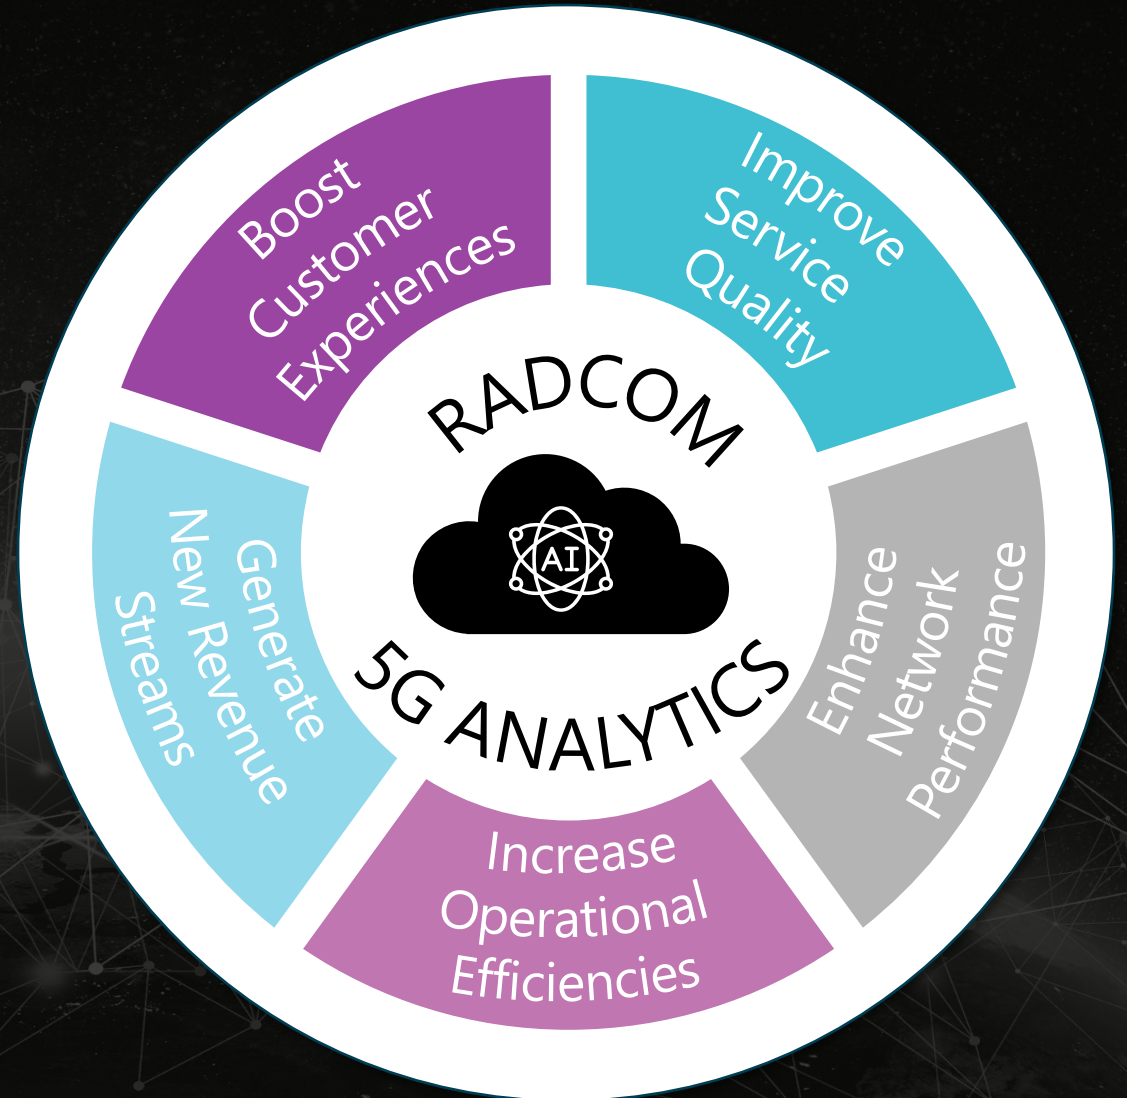 Boost
Customer
Experiences
Improve
Service
Quality
RADCOM
AI
5G ANALYTICS
Generate
New Revenue
Streams
Enhance
Network
Performance
Increase
Operational
Efficiencies